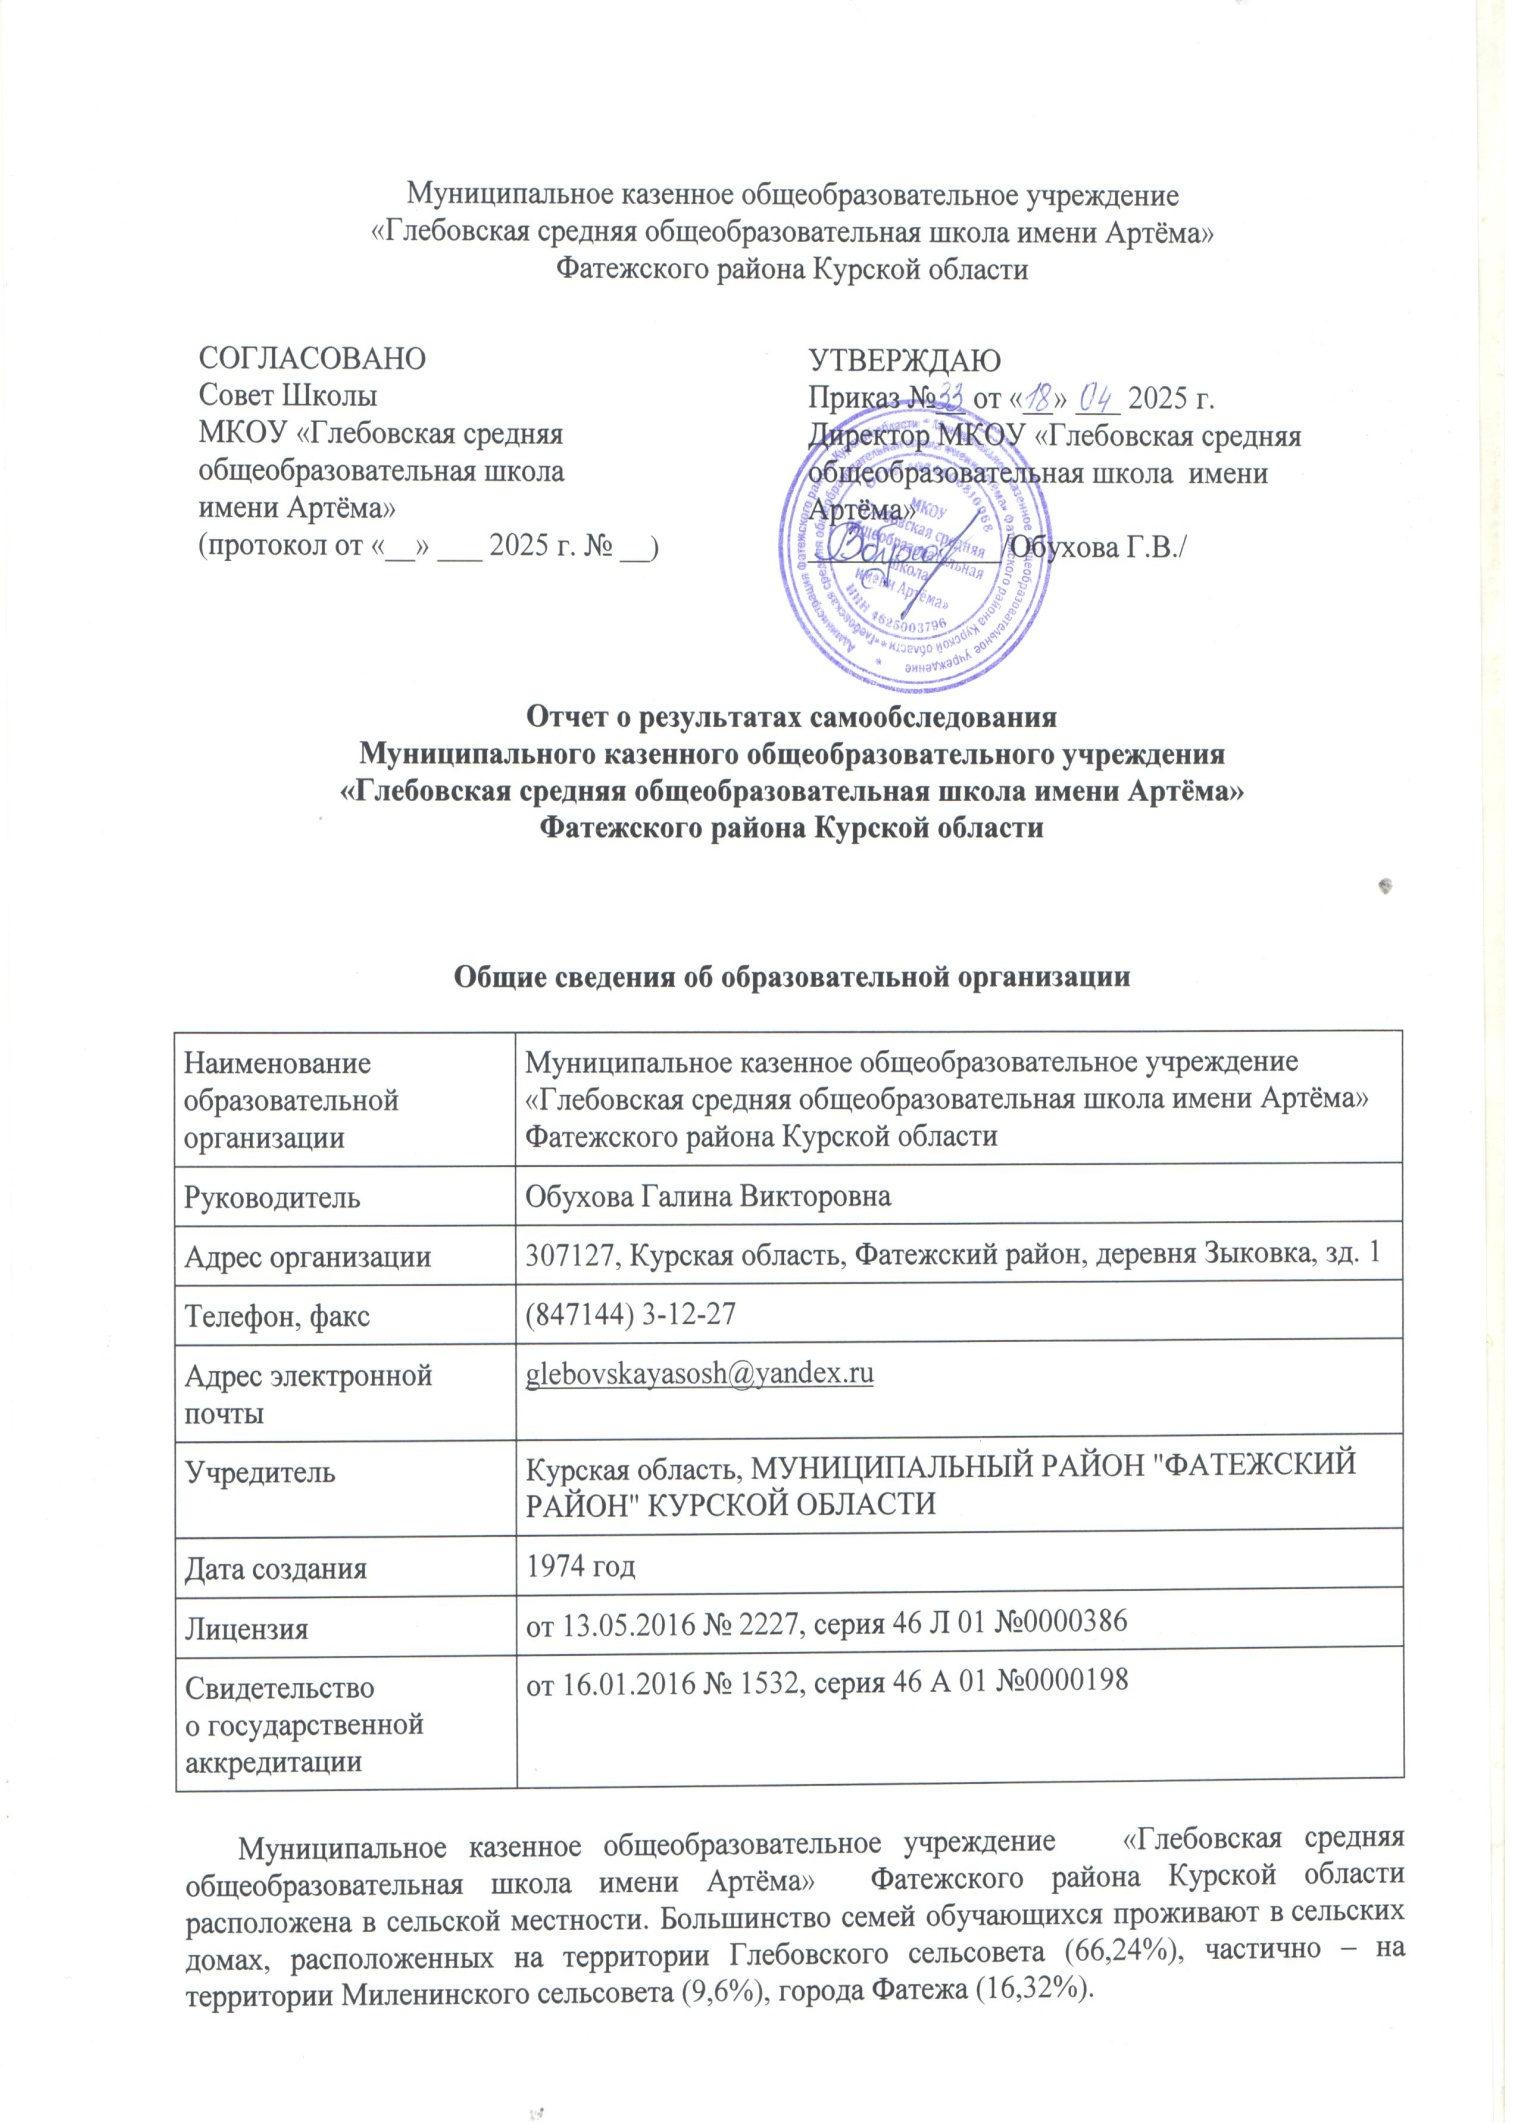 Муниципальное казенное общеобразовательное учреждение
«Глебовская средняя общеобразовательная школа имени Артёма»
Фатежского района Курской области
СОГЛАСОВАНО
Совет Школы
МКОУ «Глебовская средняя
общеобразовательная школа
имени Артёма»
(протокол от «__» ___ 2025 г. № __)
УТВЕРЖДАЮ
Приказ №33 от «18» 04 2025 г.
Директор МКОУ «Глебовская средняя
общеобразовательная школа имени
Артёма»
/Обухова Г.В./
МКОУ
средняя
общеобразовательная
школа
имени Артёма»
ИНН 4625003796
Отчет о результатах самообследования
Муниципального казенного общеобразовательного учреждения
«Глебовская средняя общеобразовательная школа имени Артёма»
Фатежского района Курской области
Общие сведения об образовательной организации
Наименование
образовательной
организации
Муниципальное казенное общеобразовательное учреждение
«Глебовская средняя общеобразовательная школа имени Артёма»
Фатежского района Курской области
Руководитель
Обухова Галина Викторовна
Адрес организации
307127, Курская область, Фатежский район, деревня Зыковка, зд. 1
Телефон, факс
(847144) 3-12-27
Адрес электронной
почты
glebovskayasosh@yandex.ru
Учредитель
Курская область, МУНИЦИПАЛЬНЫЙ РАЙОН "ФАТЕЖСКИЙ
РАЙОН" КУРСКОЙ ОБЛАСТИ
Дата создания
1974 год
Лицензия
от 13.05.2016 № 2227, серия 46 Л 01 №0000386
Свидетельство
о государственной
аккредитации
от 16.01.2016 № 1532, серия 46 А 01 №0000198
Муниципальное казенное общеобразовательное учреждение «Глебовская средняя
общеобразовательная школа имени Артёма» Фатежского района Курской области
расположена в сельской местности. Большинство семей обучающихся проживают в сельских
домах, расположенных на территории Глебовского сельсовета (66,24%), частично – на
территории Миленинского сельсовета (9,6%), города Фатежа (16,32%).